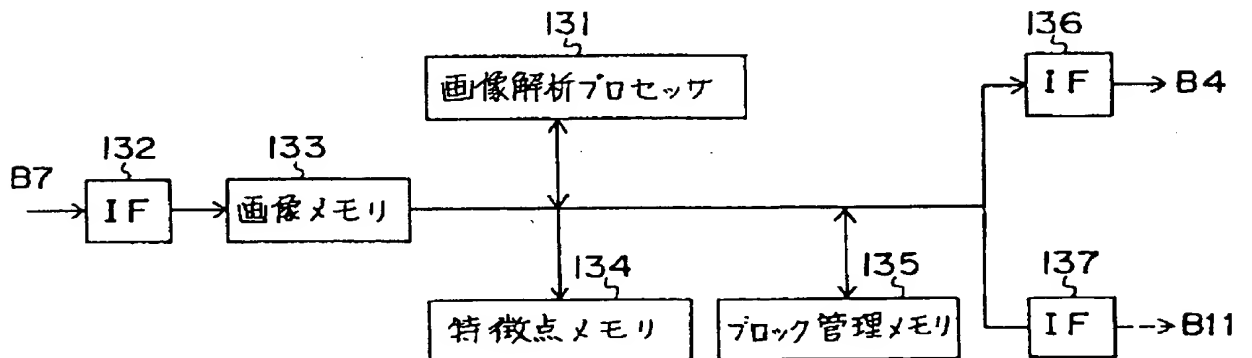 131
画像解析プロセッサ
136
IF
B4
B7
132
IF
133
画像メモリ
134
特徴点メモリ
135
ブロック管理メモリ
137
IF
B11